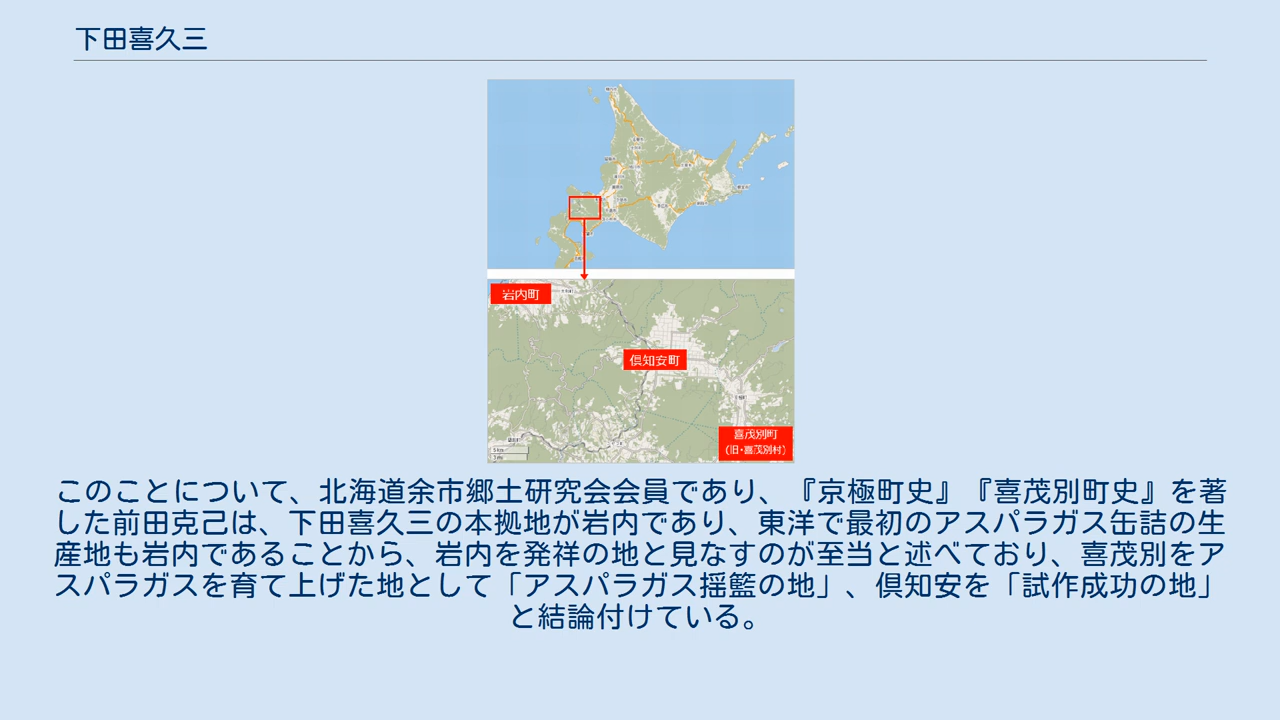 下田喜久三
岩内町
倶知安町
喜茂別町
(旧・喜茂別村)
5 km
3 mi
このことについて、北海道余市郷土研究会会員であり、『京極町史』『喜茂別町史』を著
した前田克己は、下田喜久三の本拠地が岩内であり、東洋で最初のアスパラガス缶詰の生
産地も岩内であることから、岩内を発祥の地と見なすのが至当と述べており、喜茂別をア
スパラガスを育て上げた地として「アスパラガス揺籃の地」、倶知安を「試作成功の地」
と結論付けている。